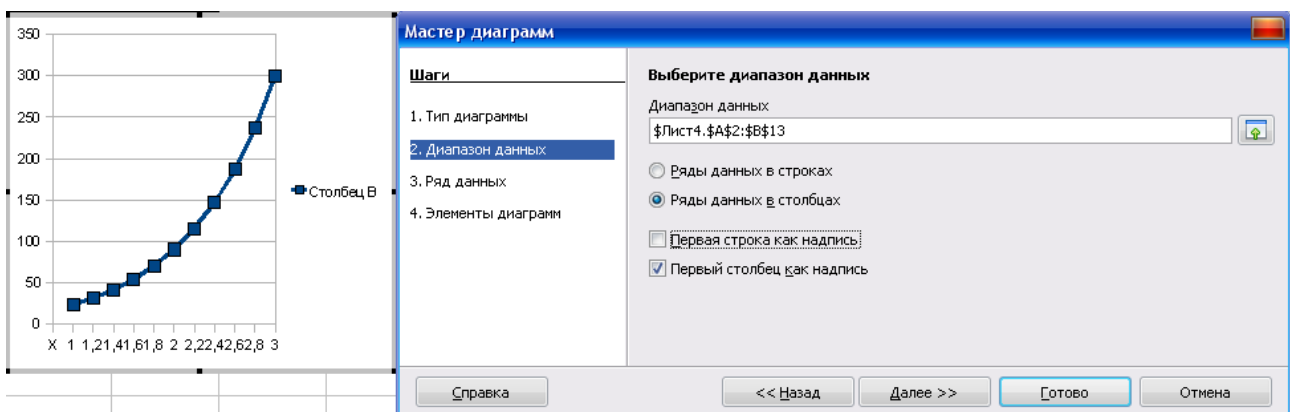 350
300
250
200
150
100
50
0
X 1 1,21,41,61,8 2 2,22,42,62,8 3
Столбец B
Мастер диаграмм
Шаги
1. Тип диаграммы
2. Диапазон данных
3. Ряд данных
4. Элементы диаграмм
Выберите диапазон данных
Диапазон данных
$Лист4.$A$2:$B$13
Ряды данных в строках
Ряды данных в столбцах
Первая строка как надпись
Первый столбец как надпись
Справка
<< Назад
Далее >>
Готово
Отмена